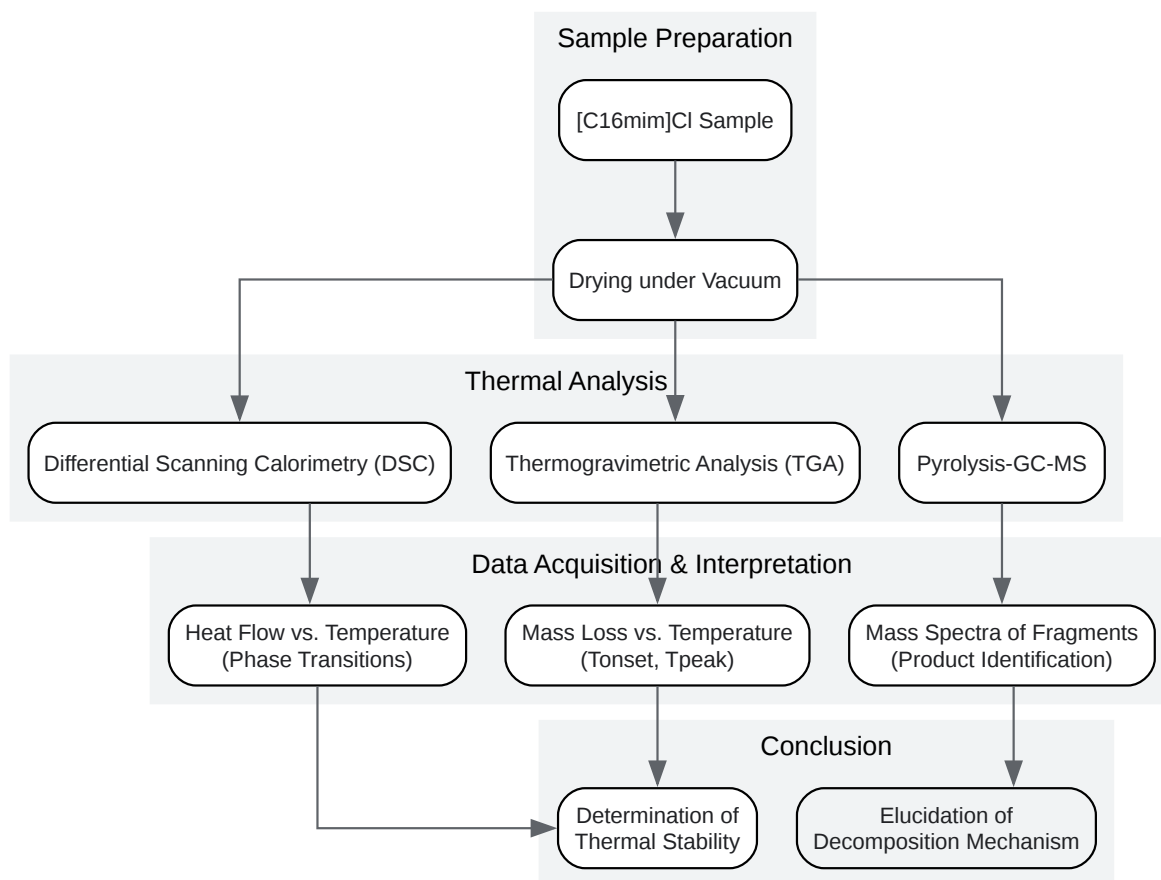 Sample Preparation
[C16mim]Cl Sample
Drying under Vacuum
Thermal Analysis
Differential Scanning Calorimetry (DSC)
Thermogravimetric Analysis (TGA)
Pyrolysis-GC-MS
Data Acquisition & Interpretation
Heat Flow vs. Temperature
(Phase Transitions)
Mass Loss vs. Temperature
(Tonset, Tpeak)
Mass Spectra of Fragments
(Product Identification)
Conclusion
Determination of
Thermal Stability
Elucidation of
Decomposition Mechanism